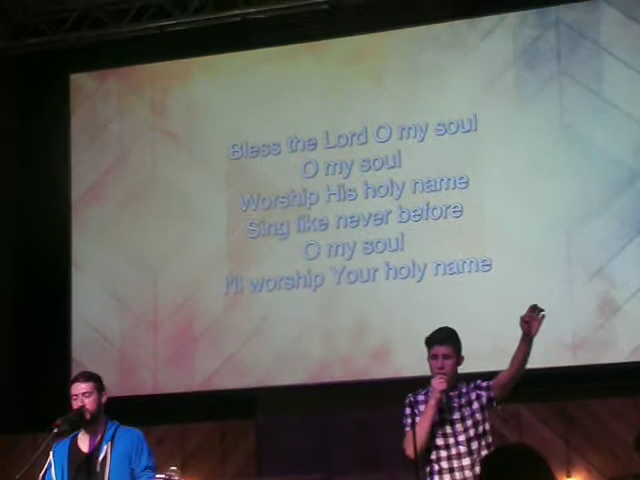 Bless the Lord O my soul
O my soul
Worship His holy name
Sing like never before
O my soul
I'll worship Your holy name